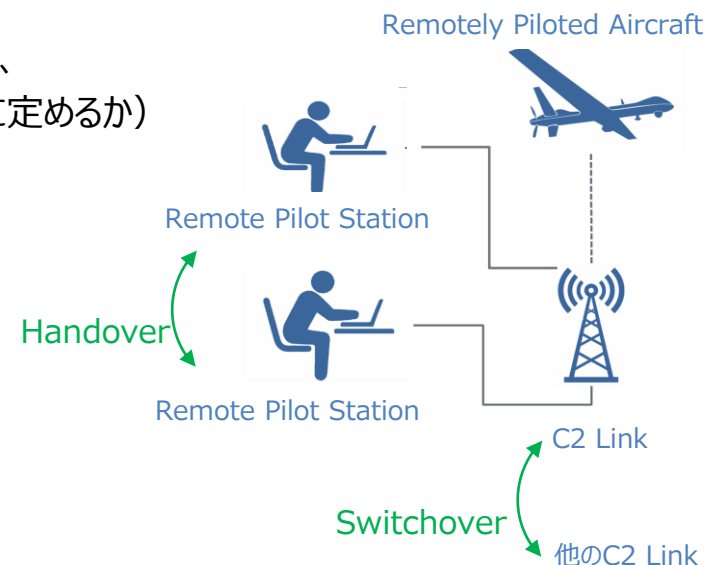 Remotely Piloted Aircraft
、
に定めるか）
Remote Pilot Station
Handover
Remote Pilot Station
C2 Link
Switchover
他のC2 Link